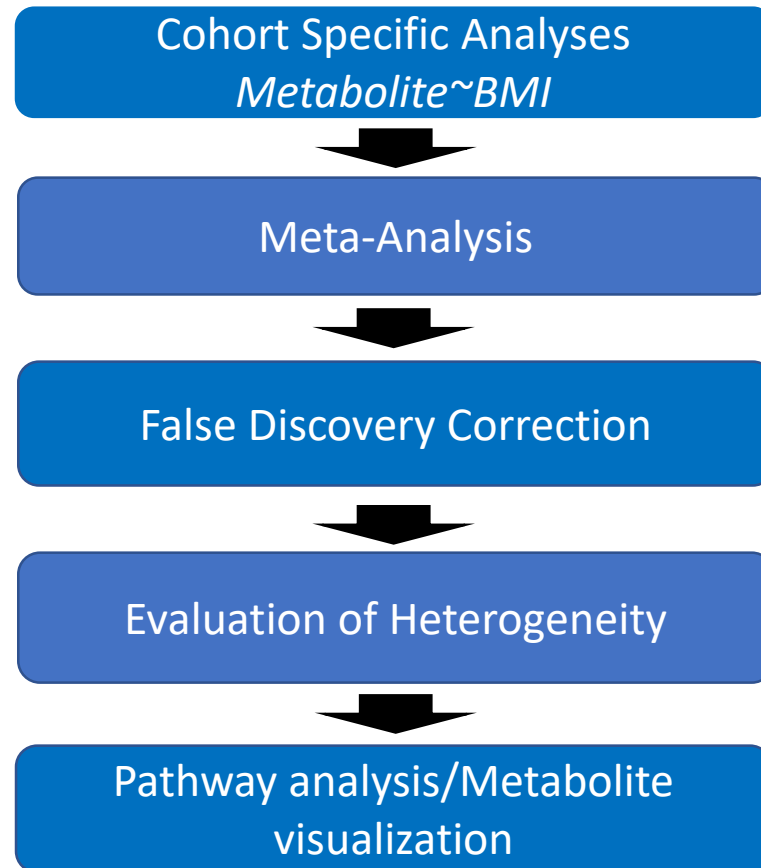 Cohort Specific Analyses
Metabolite~BMI
Meta-Analysis
False Discovery Correction
Evaluation of Heterogeneity
Pathway analysis/Metabolite
visualization